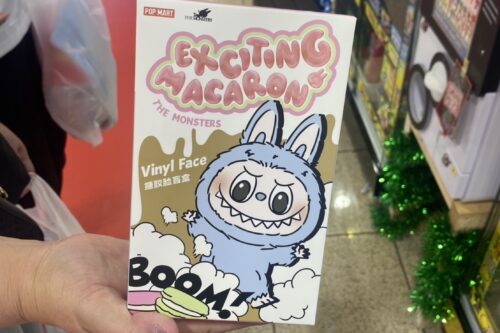 POP MART
THE MONSTERS
EXCITING
MACARON
THE MONSTERS
Vinyl Face
搪胶脸盲盒
BOOM!